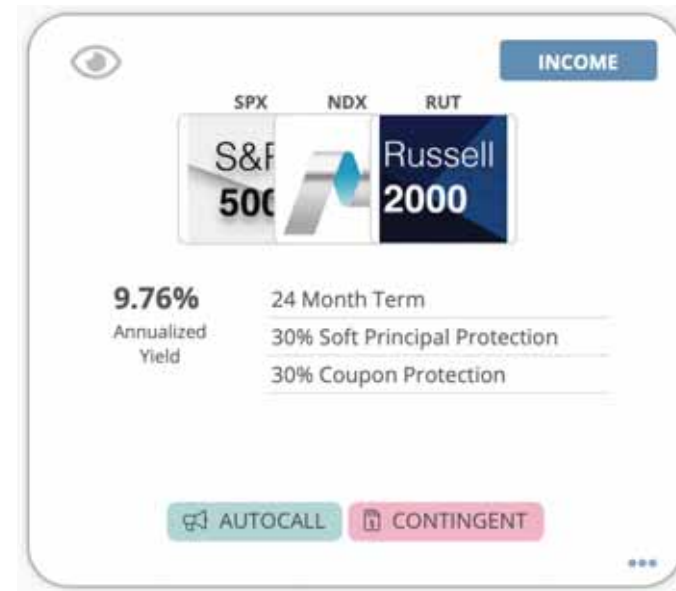 INCOME
SPX NDX RUT
S&P
500
Russell
2000
9.76%
Annualized
Yield
24 Month Term
30% Soft Principal Protection
30% Coupon Protection
AUTOCALL
CONTINGENT